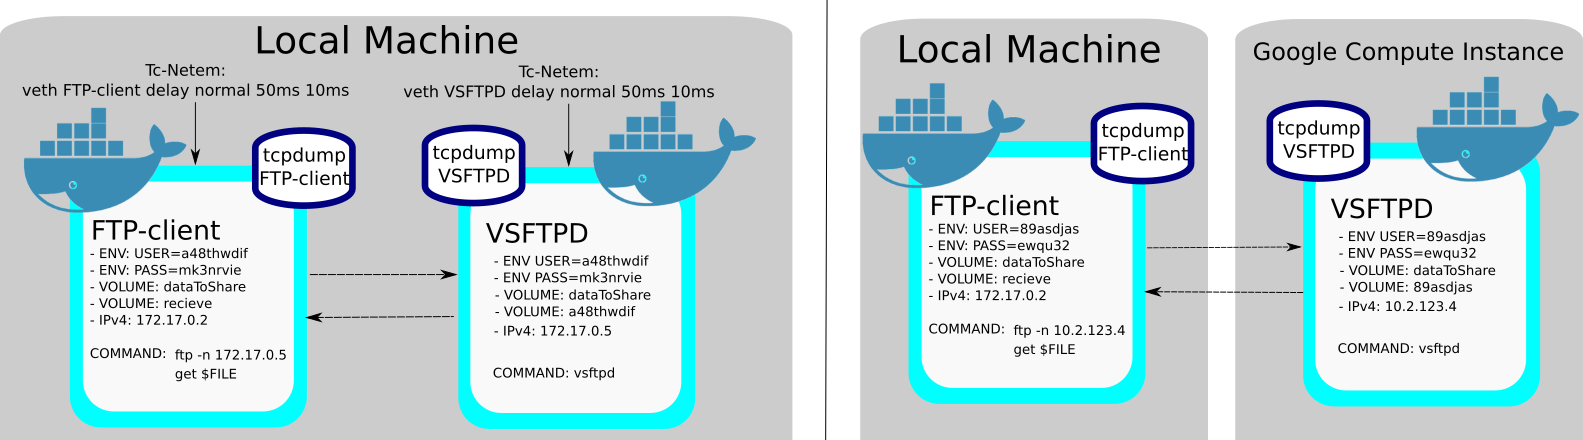 Local Machine
Tc-Netem:
veth FTP-client delay normal 50ms 10ms
Tc-Netem:
veth VSFTPD delay normal 50ms 10ms
tcpdump
FTP-client
tcpdump
VSFTPD
FTP-client
- ENV: USER=a48thwdif
- ENV: PASS=mk3nrvie
- VOLUME: dataToShare
- VOLUME: recieve
- IPv4: 172.17.0.2
COMMAND: ftp -n 172.17.0.5
get $FILE
VSFTPD
- ENV USER=a48thwdif
- ENV PASS=mk3nrvie
- VOLUME: dataToShare
- VOLUME: a48thwdif
- IPv4: 172.17.0.5
COMMAND: vsftpd
Local Machine
tcpdump
FTP-client
FTP-client
- ENV: USER=89asdjas
- ENV: PASS=ewqu32
- VOLUME: dataToShare
- VOLUME: recieve
- IPv4: 172.17.0.2
COMMAND: ftp -n 10.2.123.4
get $FILE
Google Compute Instance
tcpdump
VSFTPD
VSFTPD
- ENV USER=89asdjas
- ENV PASS=ewqu32
- VOLUME: dataToShare
- VOLUME: 89asdjas
- IPv4: 10.2.123.4
COMMAND: vsftpd